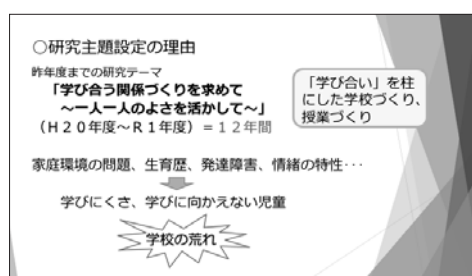 ○研究主題設定の理由
昨年度までの研究テーマ
「学び合う関係づくりを求めて
～一人一人のよさを活かして～」
（Ｈ２０年度～Ｒ１年度）＝１２年間
「学び合い」を柱
にした学校づくり、
授業づくり
家庭環境の問題、生育歴、発達障害、情緒の特性･･･
学びにくさ、学びに向かえない児童
学校の荒れ